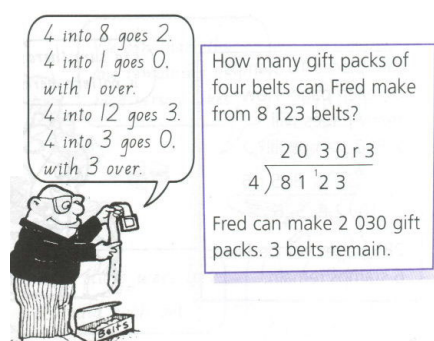 4 into 8 goes 2.
4 into 1 goes 0.
with 1 over.
4 into 12 goes 3.
4 into 3 goes 0.
with 3 over.
How many gift packs of
four belts can Fred make
from 8 123 belts?
2 0 3 0 r 3
4 ) 8 1 ¹2 3
Fred can make 2 030 gift
packs. 3 belts remain.
Belts